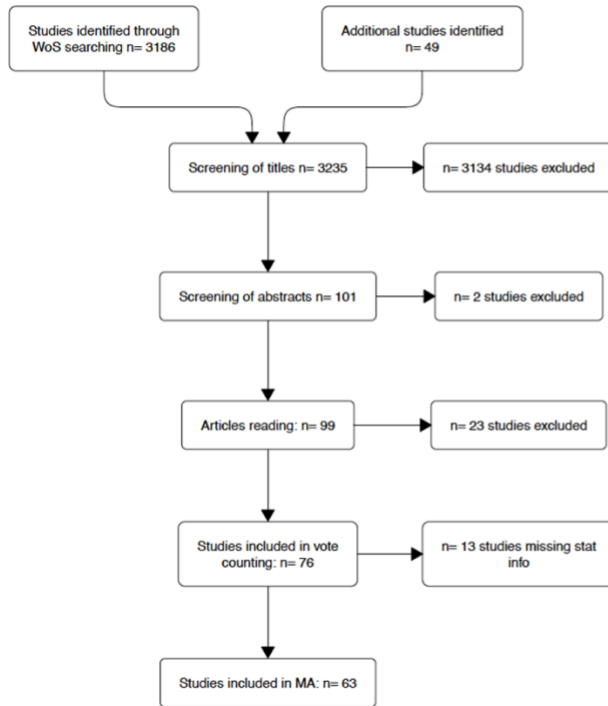 Studies identified through
WoS searching n= 3186
Additional studies identified
n= 49
Screening of titles n= 3235
n= 3134 studies excluded
Screening of abstracts n= 101
n= 2 studies excluded
Articles reading: n= 99
n= 23 studies excluded
Studies included in vote
counting: n= 76
n= 13 studies missing stat
info
Studies included in MA: n= 63